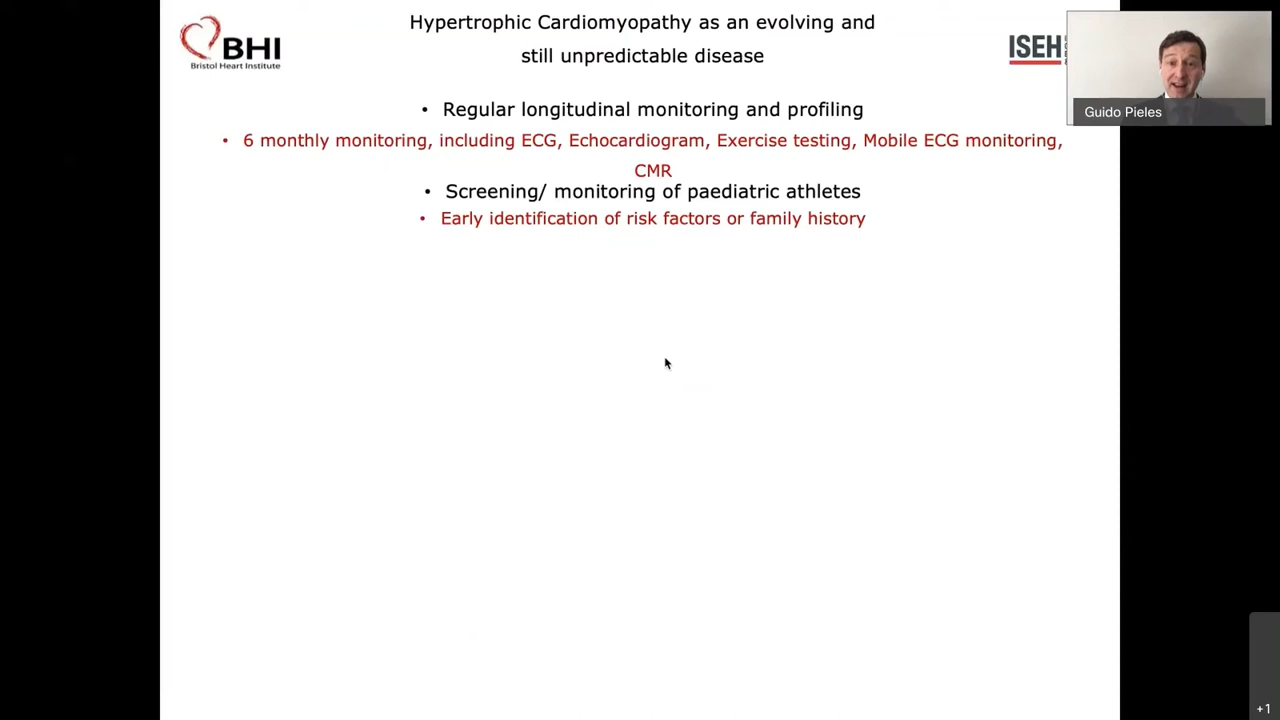 Hypertrophic Cardiomyopathy as an evolving and
still unpredictable disease
BHI
Bristol Heart Institute
ISEH
Guido Pieles
• Regular longitudinal monitoring and profiling
• 6 monthly monitoring, including ECG, Echocardiogram, Exercise testing, Mobile ECG monitoring,
CMR
• Screening/ monitoring of paediatric athletes
• Early identification of risk factors or family history
+1